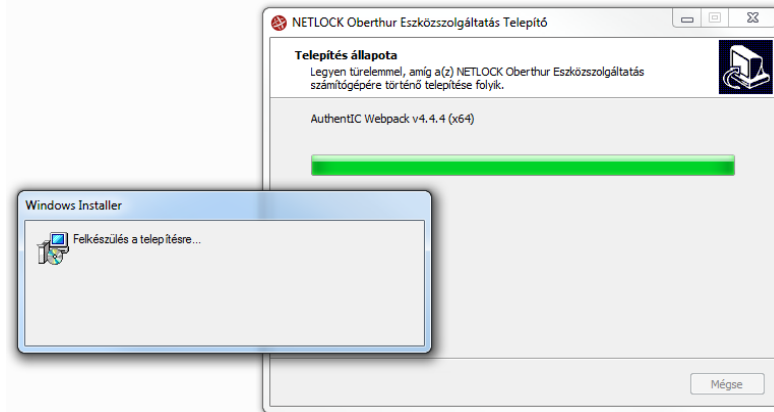 NETLOCK Oberthur Eszközszolgáltatás Telepítő
Telepítés állapota
Legyen türelemmel, amíg a(z) NETLOCK Oberthur Eszközszolgáltatás
számítógépére történő telepítése folyik.
AuthentIC Webpack v4.4.4 (x64)
Windows Installer
Felkészülés a telepítésre...
Mégse